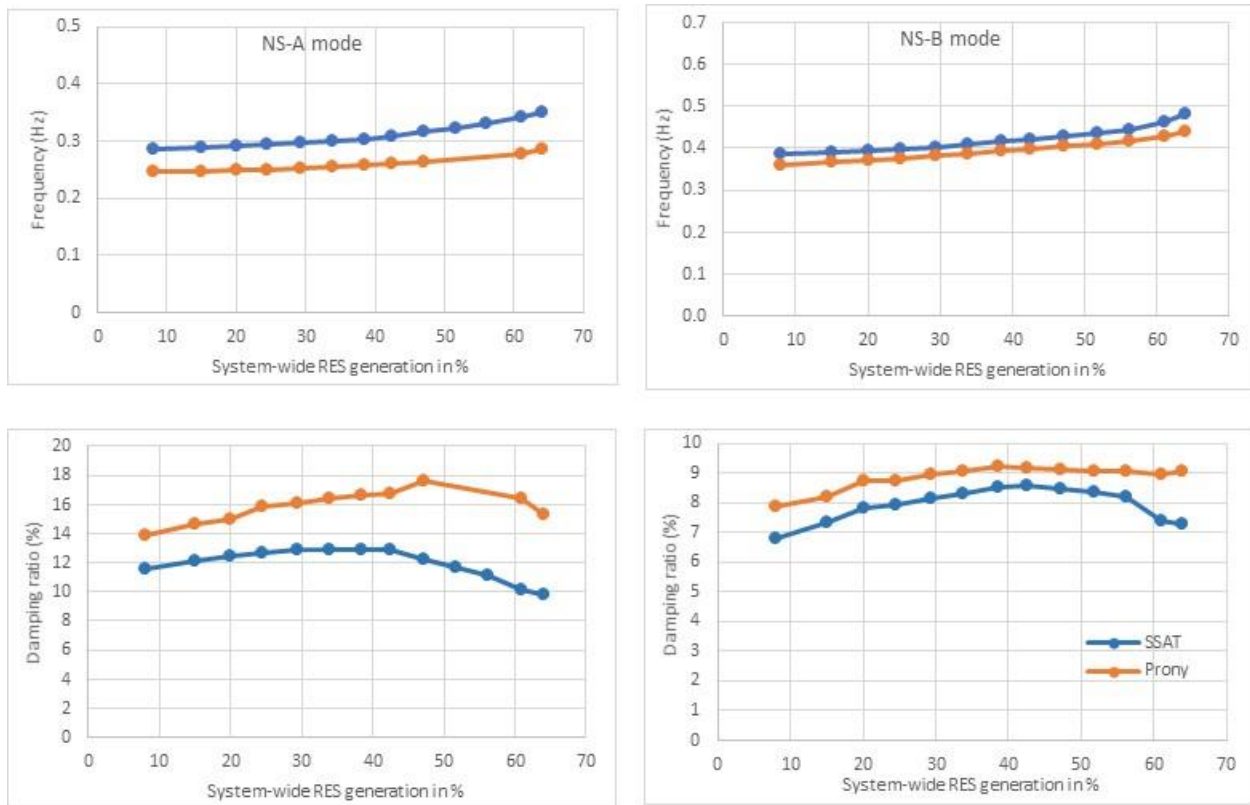 NS-A mode
Frequency (Hz)
0.5
0.4
0.3
0.2
0.1
0
0 10 20 30 40 50 60 70
System-wide RES generation in %
NS-B mode
Frequency (Hz)
0.7
0.6
0.5
0.4
0.3
0.2
0.1
0.0
0 10 20 30 40 50 60 70
System-wide RES generation in %
Damping ratio (%)
20
18
16
14
12
10
8
6
4
2
0
0 10 20 30 40 50 60 70
System-wide RES generation in %
Damping ratio (%)
10
9
8
7
6
5
4
3
2
1
0
SSAT
Prony
0 10 20 30 40 50 60 70
System-wide RES generation in %